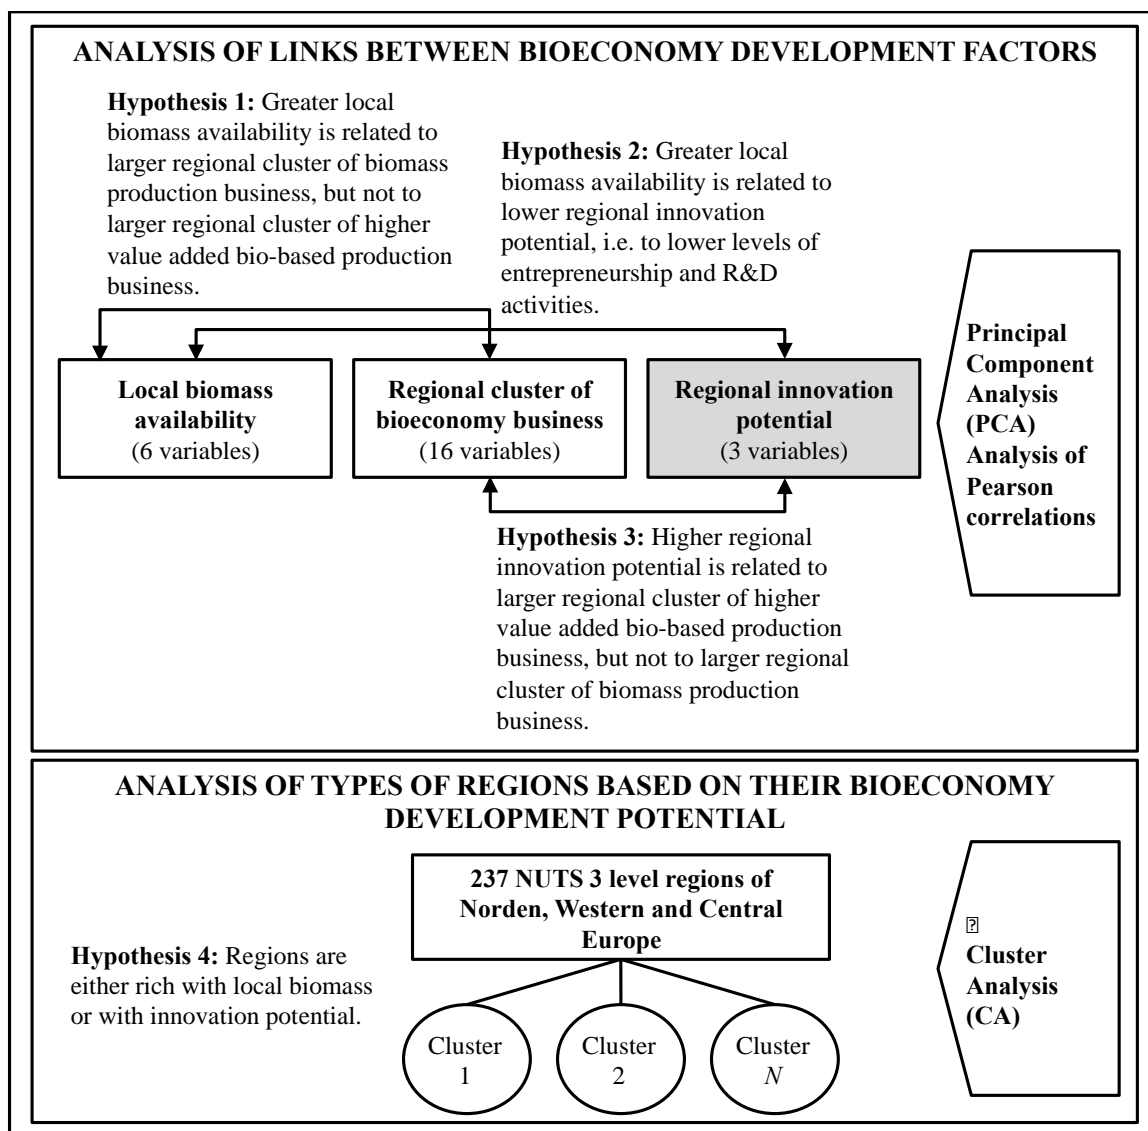 ANALYSIS OF LINKS BETWEEN BIOECONOMY DEVELOPMENT FACTORS
Hypothesis 1: Greater local
biomass availability is related to
larger regional cluster of biomass
production business, but not to
larger regional cluster of higher
value added bio-based production
business.
Hypothesis 2: Greater local
biomass availability is related to
lower regional innovation
potential, i.e. to lower levels of
entrepreneurship and R&D
activities.
Local biomass
availability
(6 variables)
Regional cluster of
bioeconomy business
(16 variables)
Regional innovation
potential
(3 variables)
Principal
Component
Analysis
(PCA)
Analysis of
Pearson
correlations
Hypothesis 3: Higher regional
innovation potential is related to
larger regional cluster of higher
value added bio-based production
business, but not to larger regional
cluster of biomass production
business.
ANALYSIS OF TYPES OF REGIONS BASED ON THEIR BIOECONOMY
DEVELOPMENT POTENTIAL
237 NUTS 3 level regions of
Norden, Western and Central
Europe
Hypothesis 4: Regions are
either rich with local biomass
or with innovation potential.
Cluster
1
Cluster
2
Cluster
N
Cluster
Analysis
(CA)